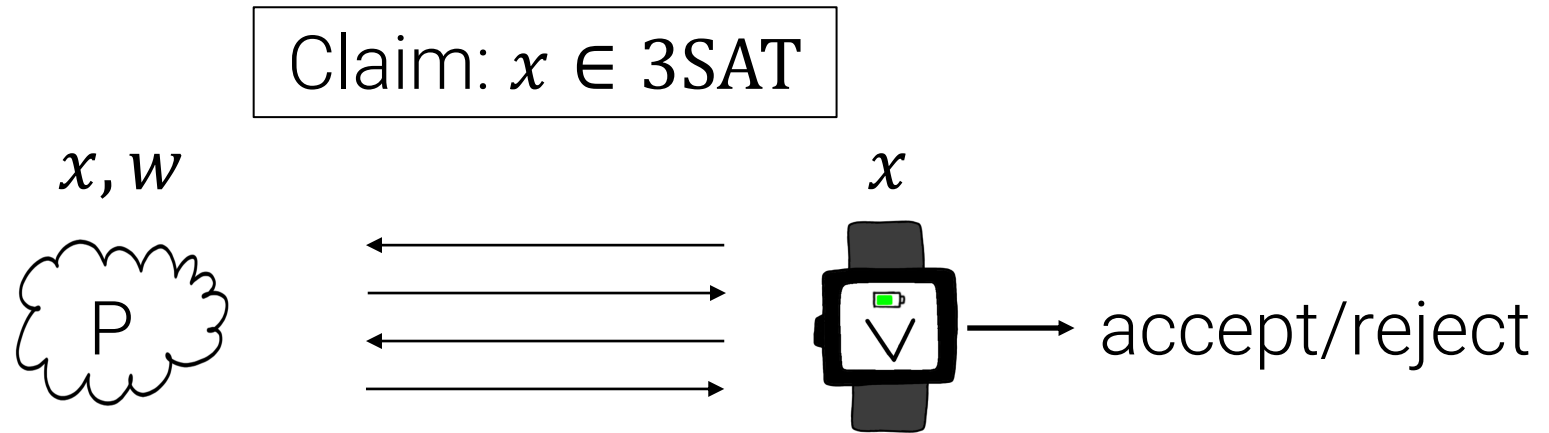 Claim: x ∈ 3SAT
x, w
x
P
V
accept/reject